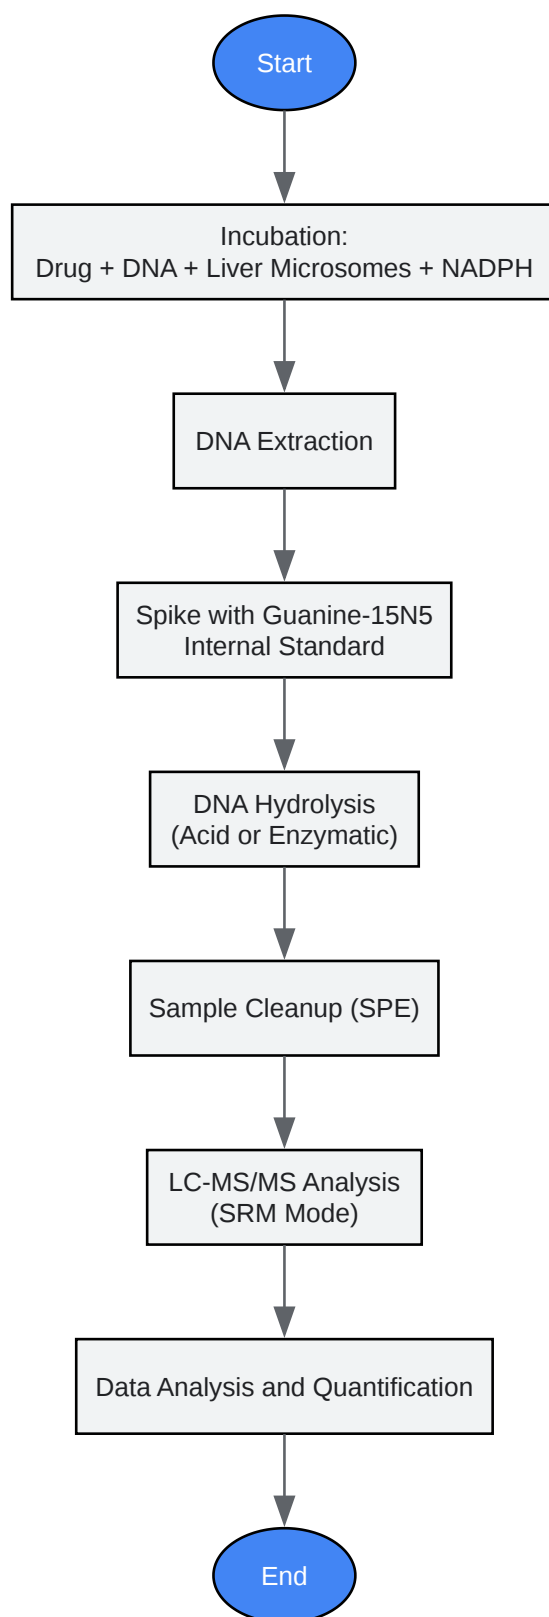 Start
Incubation:
Drug + DNA + Liver Microsomes + NADPH
DNA Extraction
Spike with Guanine-15N5
Internal Standard
DNA Hydrolysis
(Acid or Enzymatic)
Sample Cleanup (SPE)
LC-MS/MS Analysis
(SRM Mode)
Data Analysis and Quantification
End